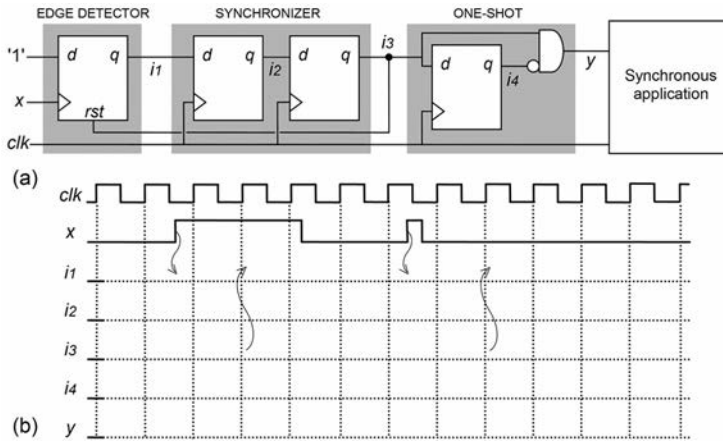 EDGE DETECTOR SYNCHRONIZER ONE-SHOT
'1' d q i1 d q i2 d q i3 d q i4 y
x rst
clk
Synchronous
application
(a)
clk
x
i1
i2
i3
i4
(b) y